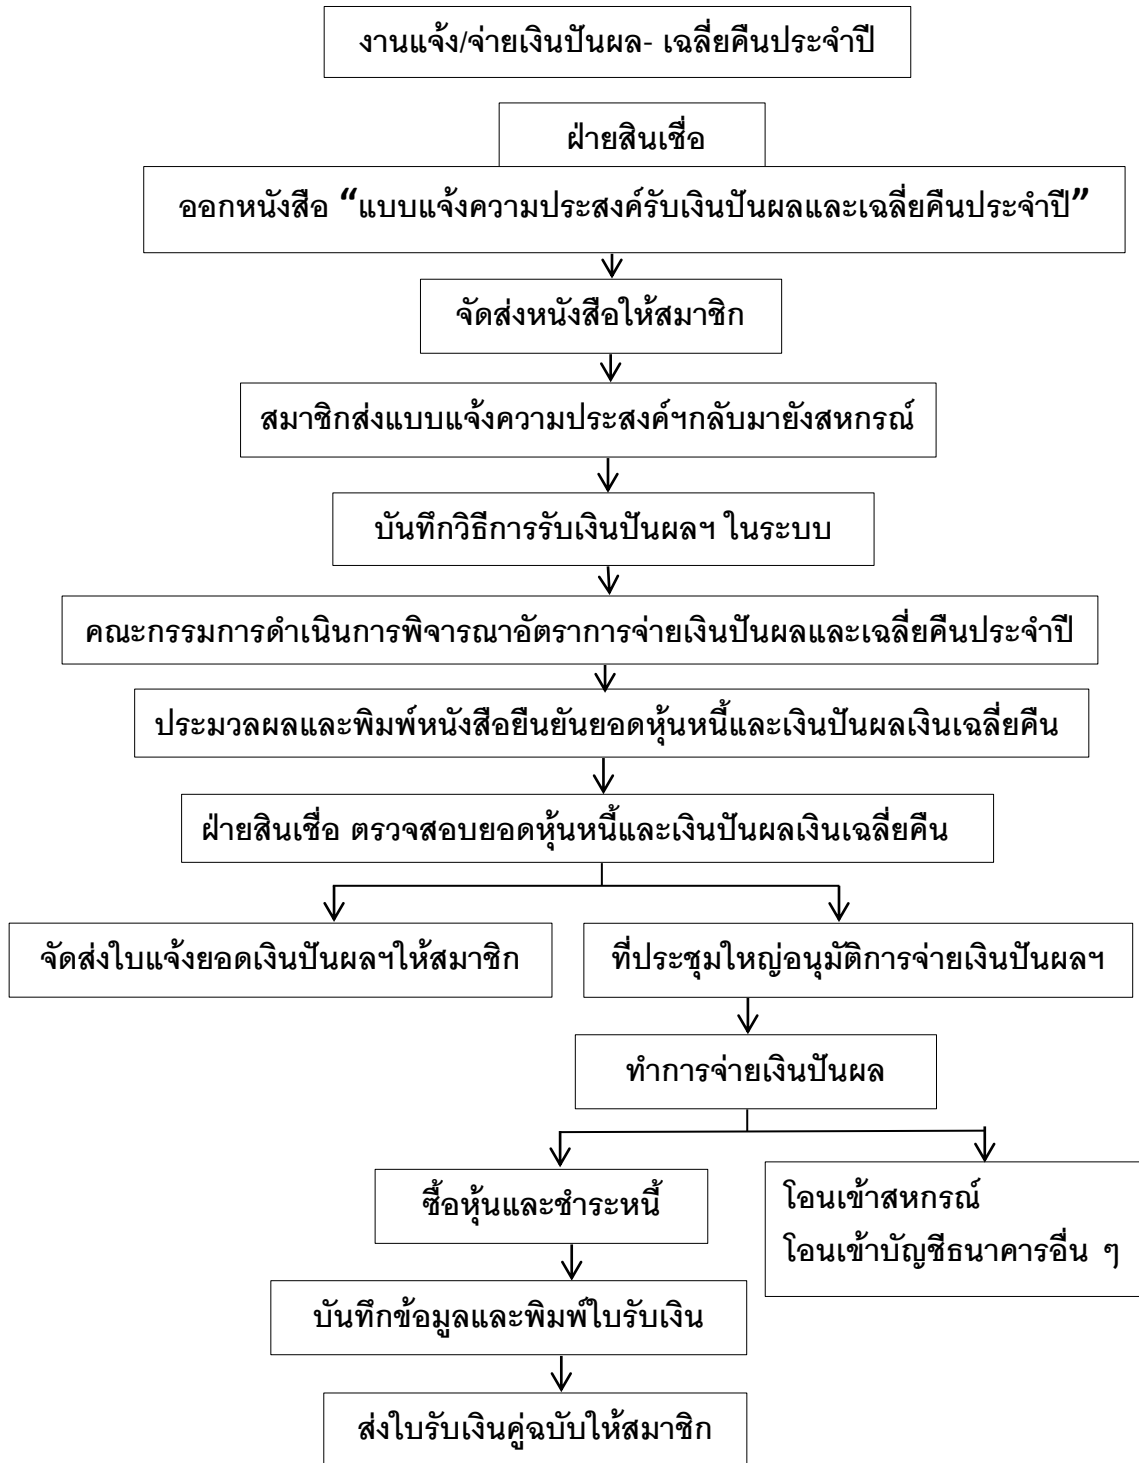 งานแจ้ง/จ่ายเงินปันผล- เฉลี่ยคืนประจำปี
ฝ่ายสินเชื่อ
ออกหนังสือ “แบบแจ้งความประสงค์รับเงินปันผลและเฉลี่ยคืนประจำปี”
จัดส่งหนังสือให้สมาชิก
สมาชิกส่งแบบแจ้งความประสงค์ฯกลับมายังสหกรณ์
บันทึกวิธีการรับเงินปันผลฯ ในระบบ
คณะกรรมการดำเนินการพิจารณาอัตราการจ่ายเงินปันผลและเฉลี่ยคืนประจำปี
ประมวลผลและพิมพ์หนังสือยืนยันยอดหุ้นหนี้และเงินปันผลเงินเฉลี่ยคืน
ฝ่ายสินเชื่อ ตรวจสอบยอดหุ้นหนี้และเงินปันผลเงินเฉลี่ยคืน
จัดส่งใบแจ้งยอดเงินปันผลฯให้สมาชิก
ที่ประชุมใหญ่อนุมัติการจ่ายเงินปันผลฯ
ทำการจ่ายเงินปันผล
ซื้อหุ้นและชำระหนี้
โอนเข้าสหกรณ์
โอนเข้าบัญชีธนาคารอื่น ๆ
บันทึกข้อมูลและพิมพ์ใบรับเงิน
ส่งใบรับเงินคู่ฉบับให้สมาชิก